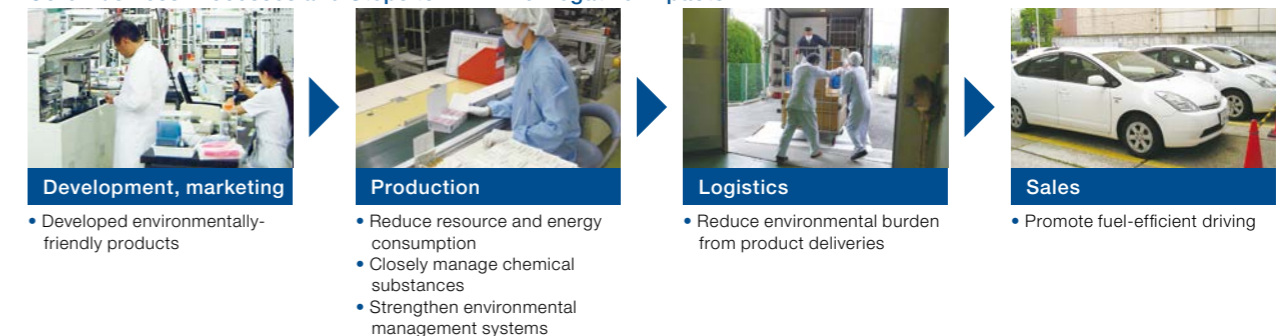 Development, marketing
• Developed environmentally-
friendly products
Production
• Reduce resource and energy
consumption
• Closely manage chemical
substances
• Strengthen environmental
management systems
Logistics
• Reduce environmental burden
from product deliveries
Sales
• Promote fuel-efficient driving